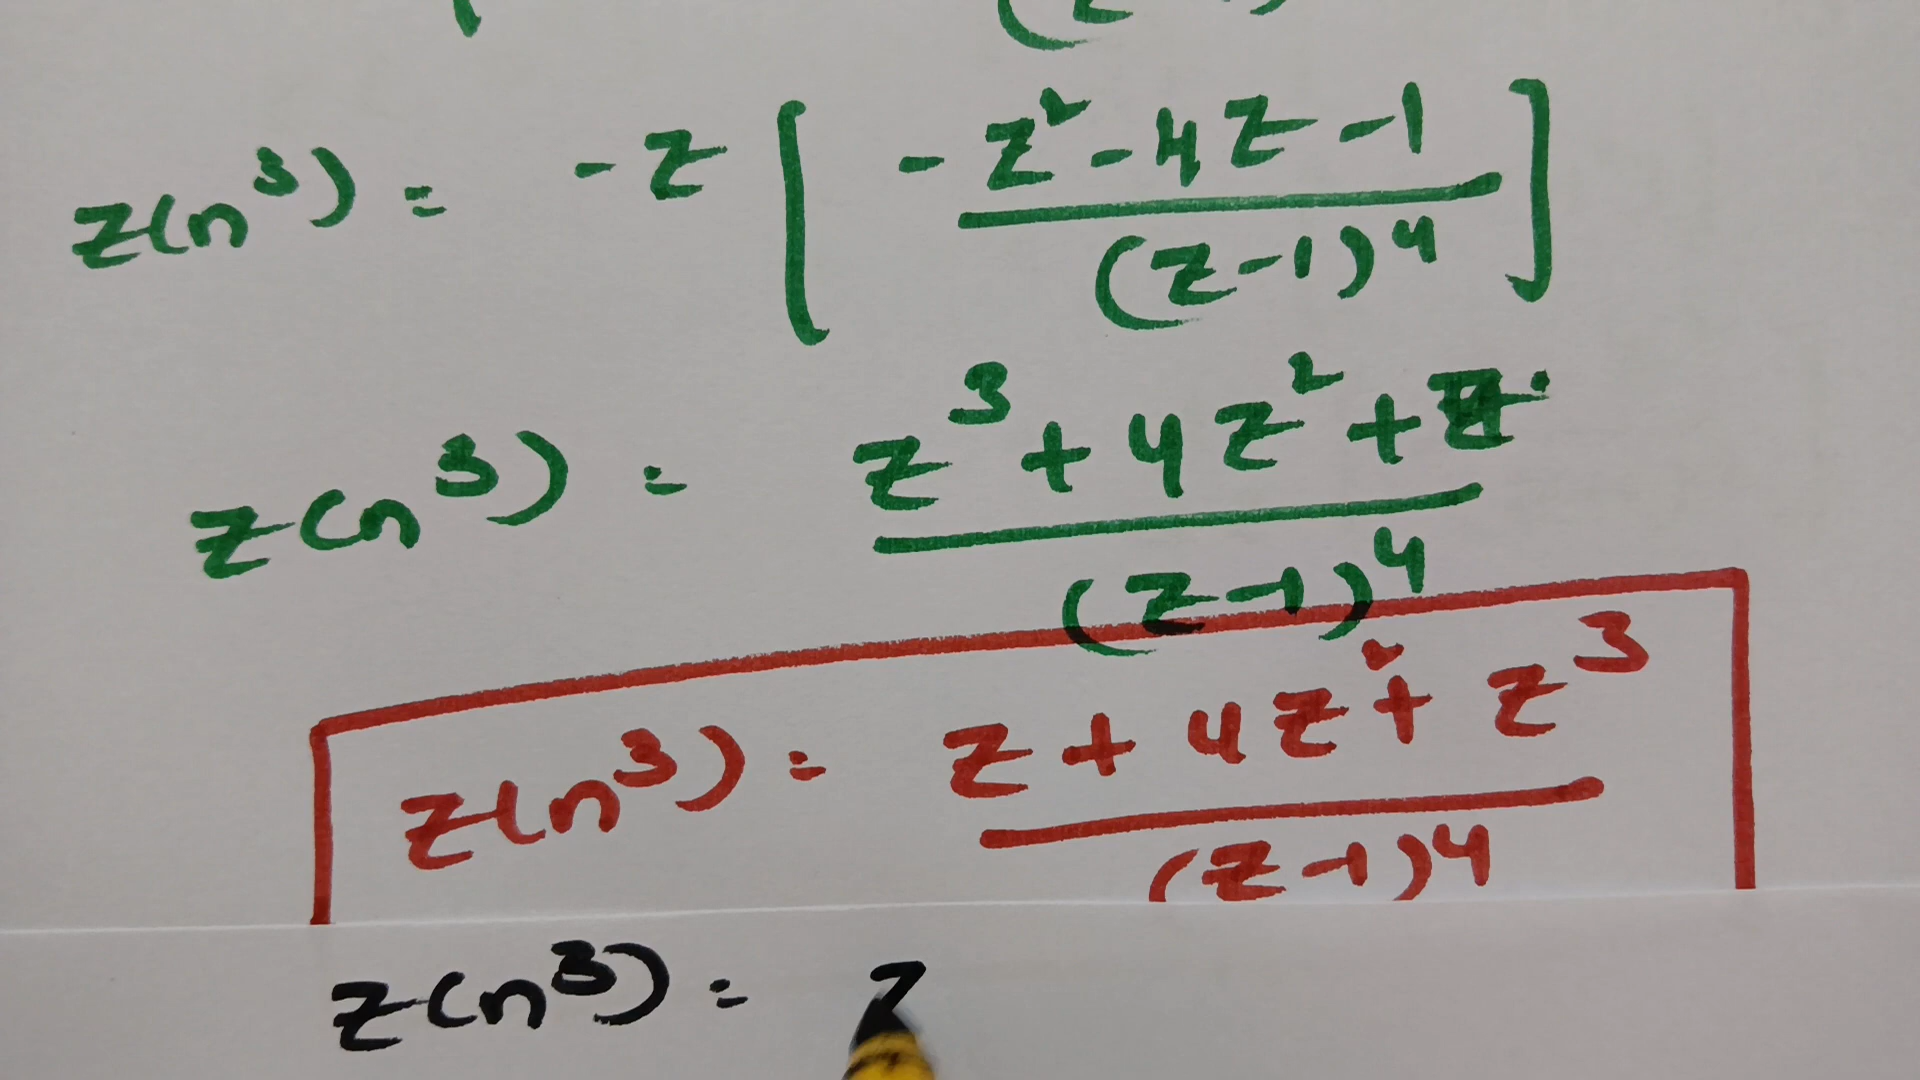 z(n³) = -z [ -z²-4z-1 / (z-1)⁴ ]
z(n³) = z³+4z²+z / (z-1)⁴
z(n³) = z+4z²+z³ / (z-1)⁴
z(n³) = z